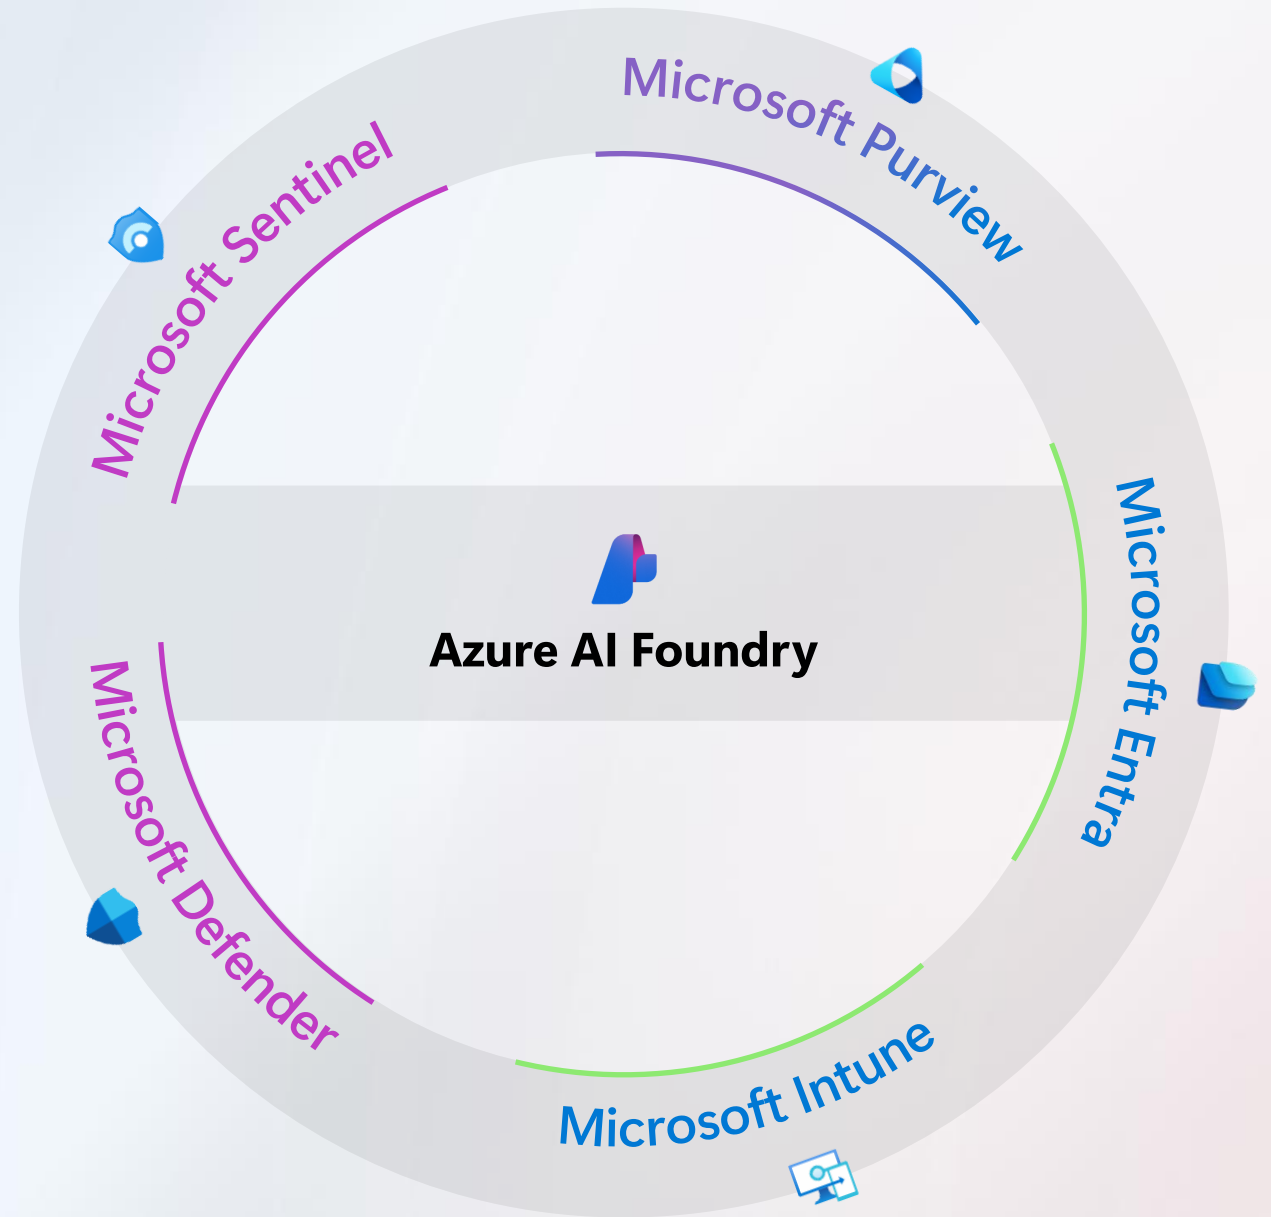 Microsoft Purview
Microsoft Sentinel
Microsoft Entra
Azure AI Foundry
Microsoft Defender
Microsoft Intune